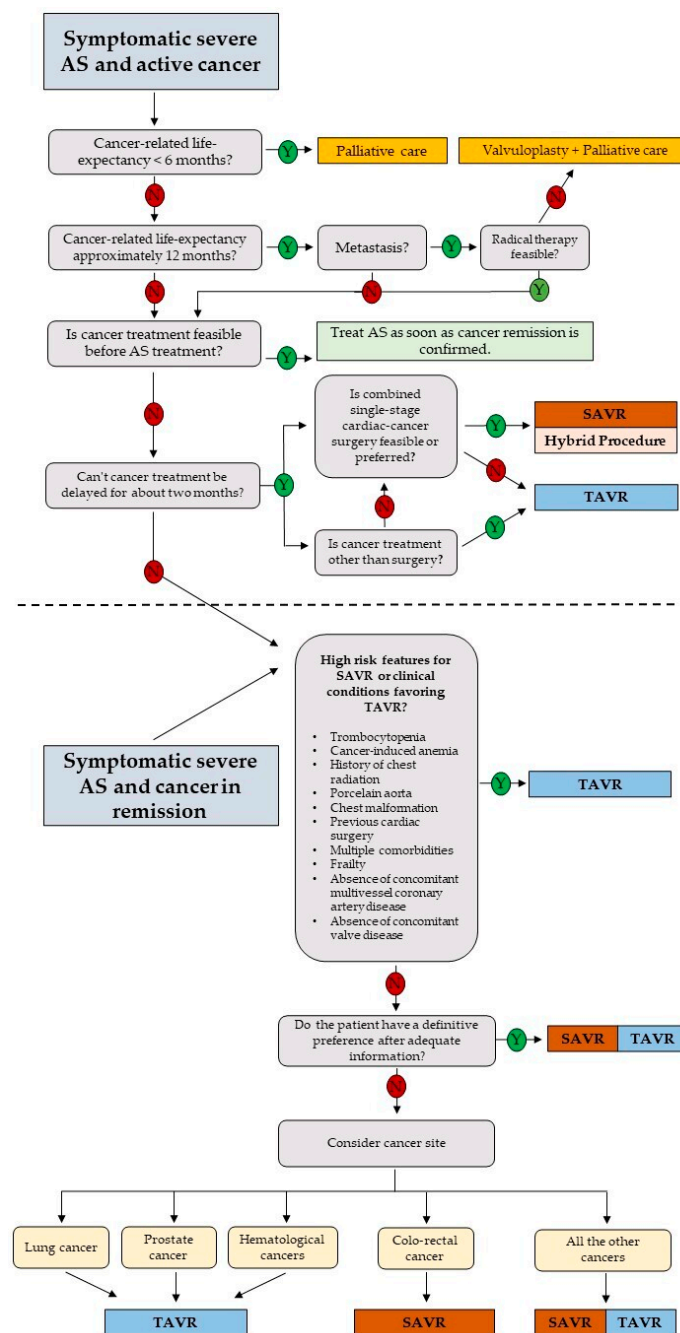 Symptomatic severe
AS and active cancer
Cancer-related life-
expectancy < 6 months?
Y
Palliative care
Valvuloplasty + Palliative care
N
N
Cancer-related life-expectancy
approximately 12 months?
Y
Metastasis?
Y
Radical therapy
feasible?
N
N
Y
Is cancer treatment feasible
before AS treatment?
Y
Treat AS as soon as cancer remission is
confirmed.
N
Is combined
single-stage
cardiac-cancer
surgery feasible or
preferred?
Y
SAVR
Hybrid Procedure
N
TAVR
Can't cancer treatment be
delayed for about two months?
Y
N
Y
Is cancer treatment
other than surgery?
N
High risk features for
SAVR or clinical
conditions favoring
TAVR?
• Trombocytopenia
• Cancer-induced anemia
• History of chest
radiation
• Porcelain aorta
• Chest malformation
• Previous cardiac
surgery
• Multiple comorbidities
• Frailty
• Absence of concomitant
multivessel coronary
artery disease
• Absence of concomitant
valve disease
Symptomatic severe
AS and cancer in
remission
Y
TAVR
N
Do the patient have a definitive
preference after adequate
information?
Y
SAVR TAVR
N
Consider cancer site
Lung cancer
Prostate
cancer
Hematological
cancers
Colo-rectal
cancer
All the other
cancers
TAVR
SAVR
SAVR TAVR